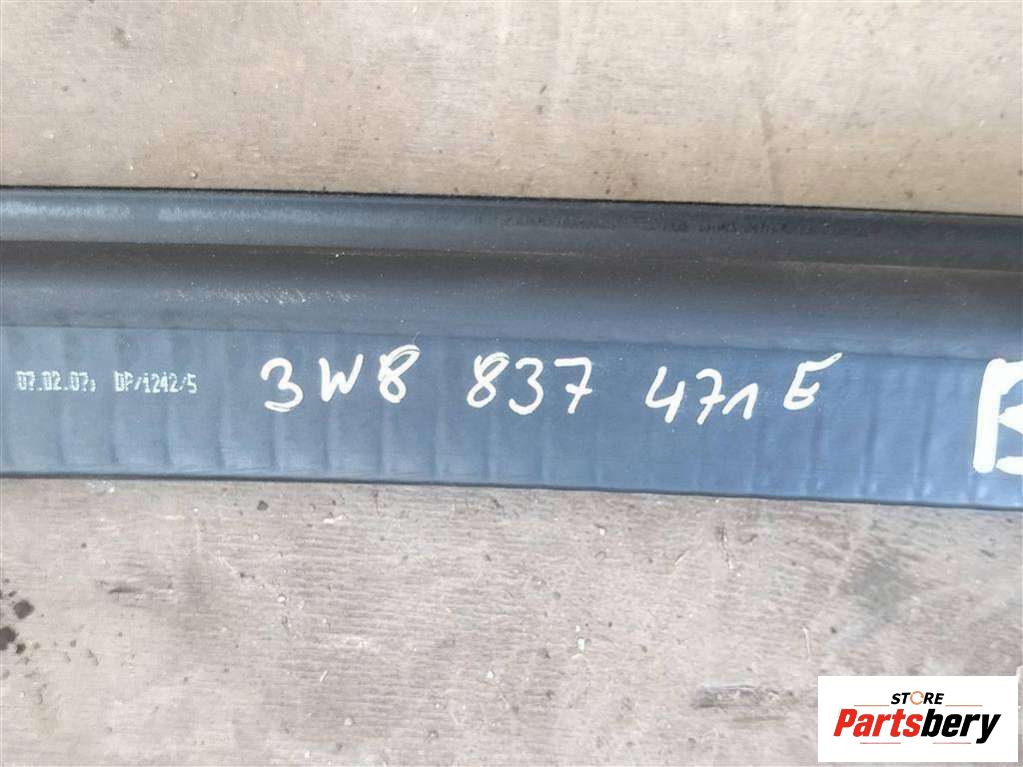 07.02.07 DP/1242/5 3W8 837 471 E
STORE
Partsbery